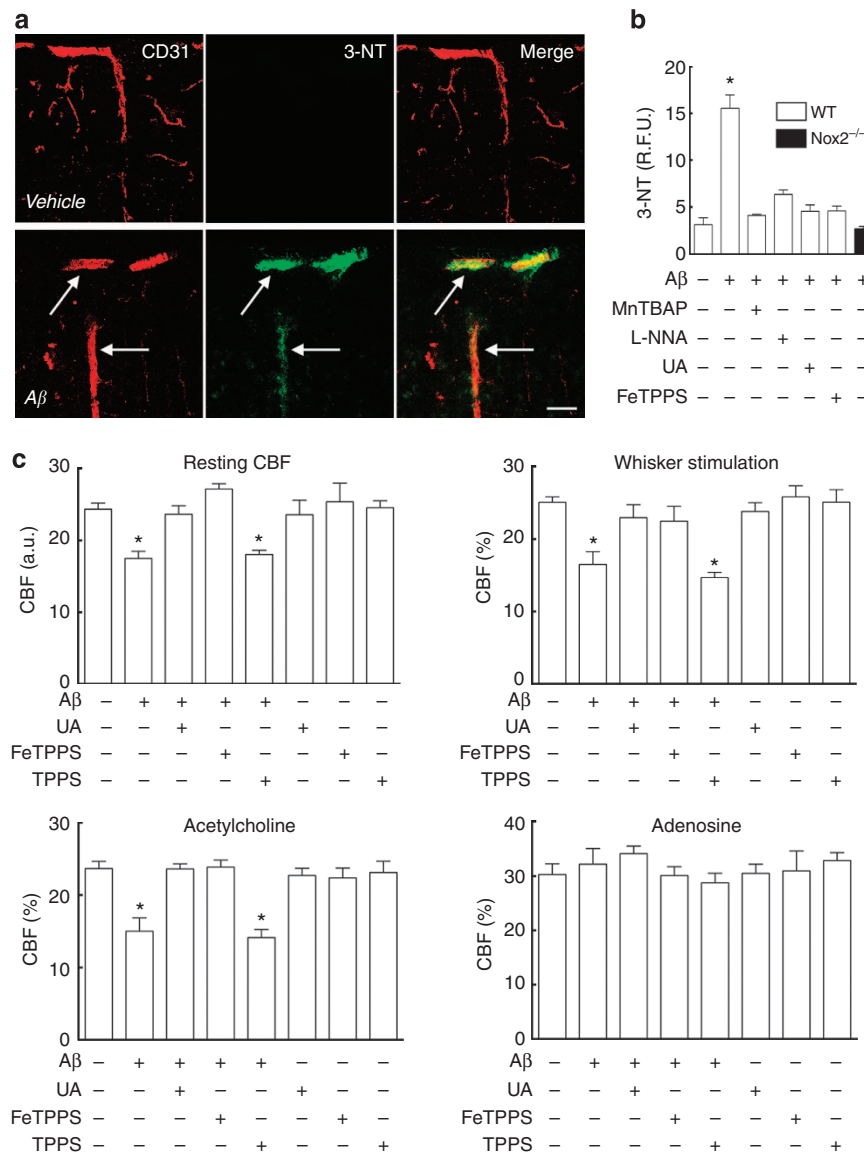 a
CD31 3-NT Merge
Vehicle
Aβ
b
3-NT (R.F.U.)
20
15
10
5
0
*
WT
Nox2−/−
Aβ − + + + + + +
MnTBAP − − + − − − −
L-NNA − − − + − − −
UA − − − − + − −
FeTPPS − − − − − + −
c
Resting CBF
CBF (a.u.)
30
20
10
0
* *
Aβ − + + + + − − −
UA − − + − − + − −
FeTPPS − − − + − − + −
TPPS − − − − + − − +
Whisker stimulation
CBF (%)
30
20
10
0
* *
Aβ − + + + + − − −
UA − − + − − + − −
FeTPPS − − − + − − + −
TPPS − − − − + − − +
Acetylcholine
CBF (%)
30
20
10
0
* *
Aβ − + + + + − − −
UA − − + − − + − −
FeTPPS − − − + − − + −
TPPS − − − − + − − +
Adenosine
CBF (%)
40
30
20
10
0
Aβ − + + + + − − −
UA − − + − − + − −
FeTPPS − − − + − − + −
TPPS − − − − + − − +